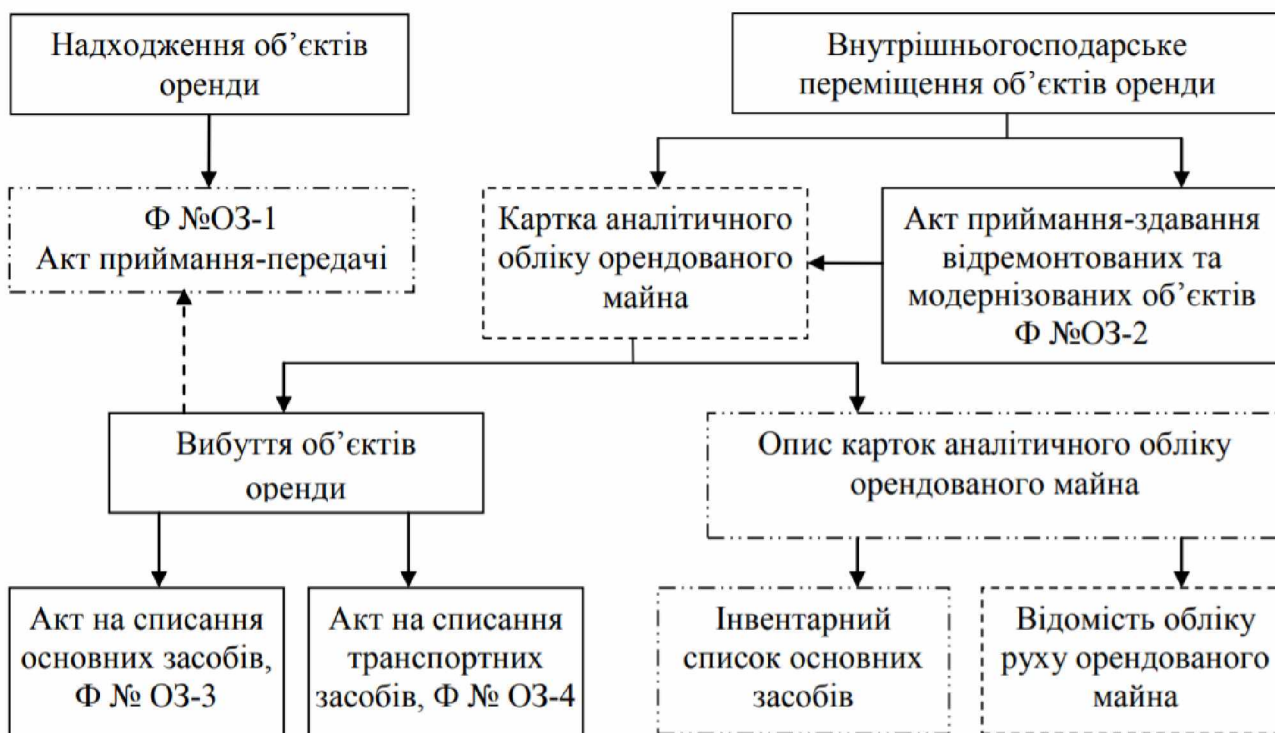 Надходження об’єктів
оренди
Внутрішньогосподарське
переміщення об’єктів оренди
Ф №ОЗ-1
Акт приймання-передачі
Картка аналітичного
обліку орендованого
майна
Акт приймання-здавання
відремонтованих та
модернізованих об’єктів
Ф №ОЗ-2
Вибуття об’єктів
оренди
Опис карток аналітичного обліку
орендованого майна
Акт на списання
основних засобів,
Ф № ОЗ-3
Акт на списання
транспортних
засобів, Ф № ОЗ-4
Інвентарний
список основних
засобів
Відомість обліку
руху орендованого
майна